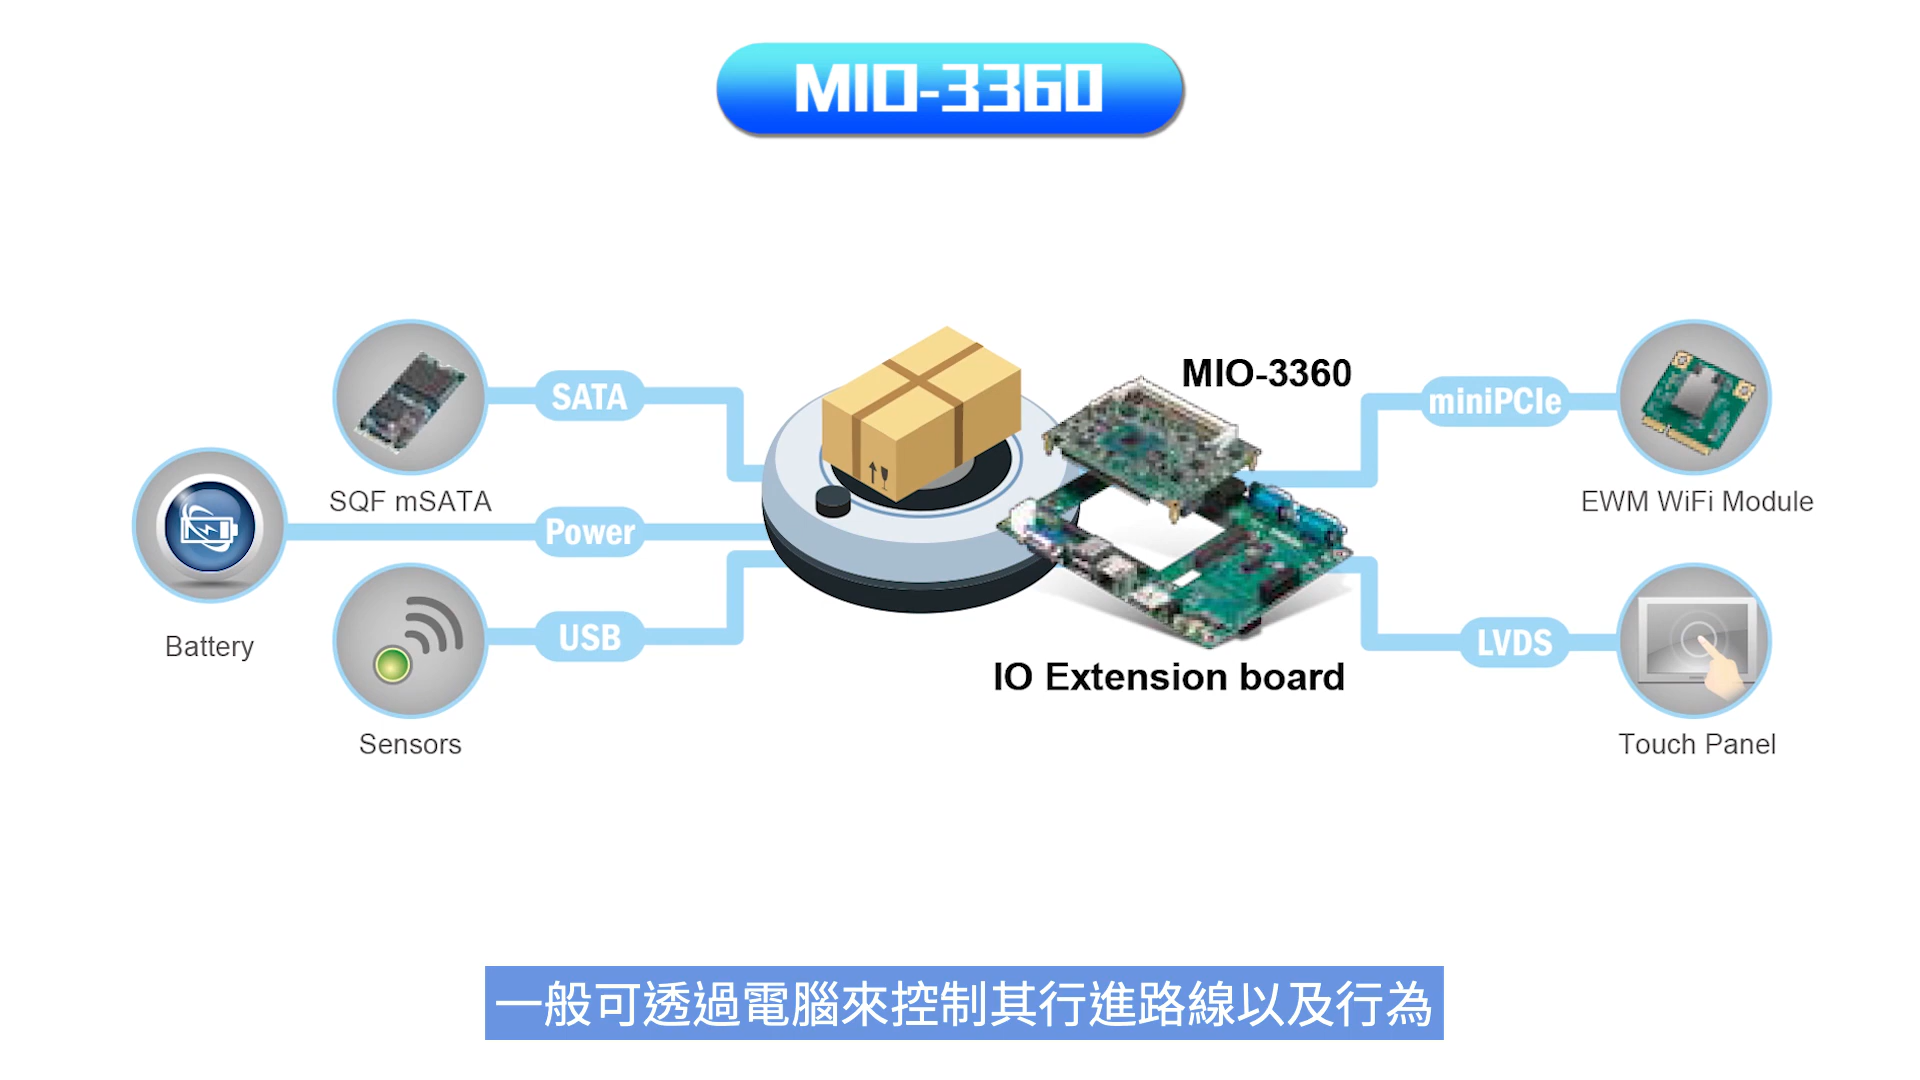 MIO-3360
SATA
SQF mSATA
Battery
Power
USB
Sensors
MIO-3360
IO Extension board
miniPCIe
EWM WiFi Module
LVDS
Touch Panel
一般可透過電腦來控制其行進路線以及行為